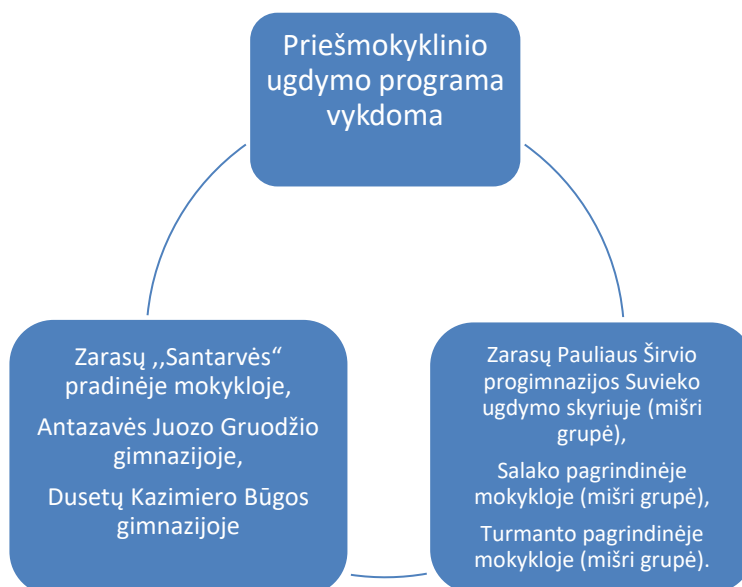 Priešmokyklinio
ugdymo programa
vykdoma
Zarasų ,,Santarvės“
pradinėje mokykloje,
Antazavės Juozo Gruodžio
gimnazijoje,
Dusetų Kazimiero Būgos
gimnazijoje
Zarasų Pauliaus Širvio
progimnazijos Suvieko
ugdymo skyriuje (mišri
grupė),
Salako pagrindinėje
mokykloje (mišri grupė),
Turmanto pagrindinėje
mokykloje (mišri grupė).